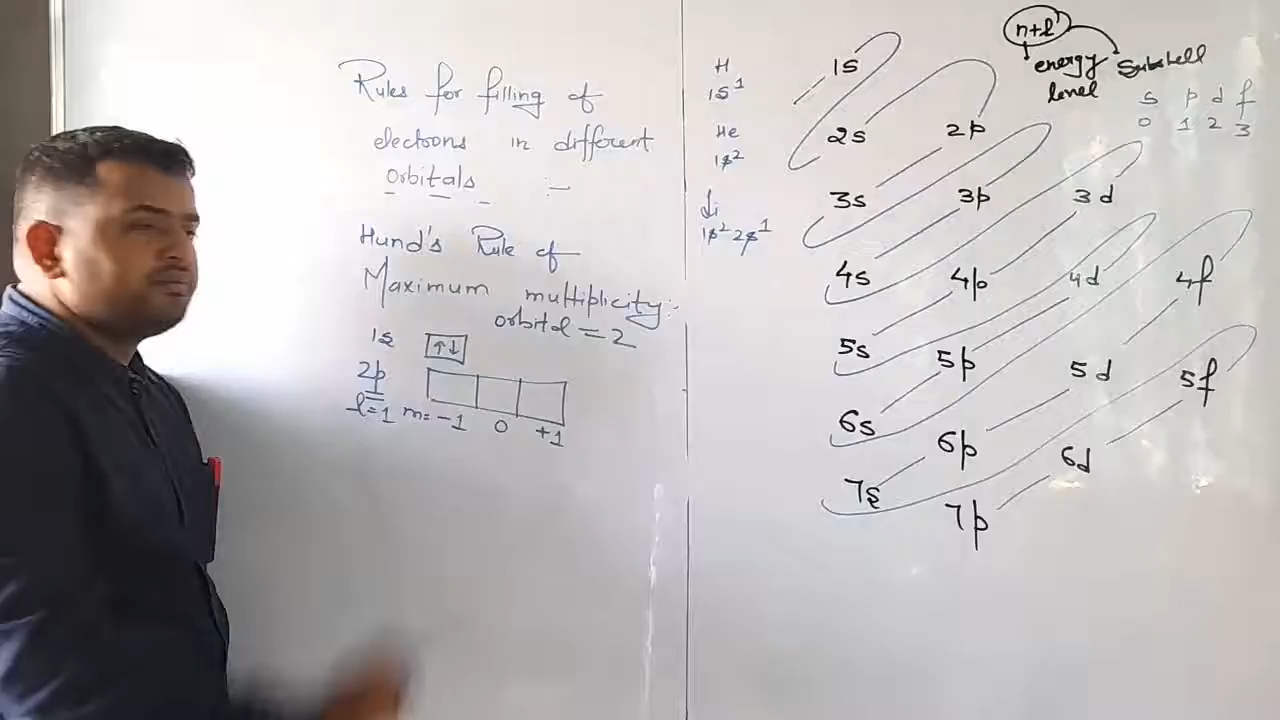 Rules for filling of
electrons in different
orbitals :-
Hund's Rule of
Maximum multiplicity:-
orbital = 2
1s ↑↓
2p
l=1 m= -1 0 +1
H
1s¹
He
1s²
Li
1s² 2s¹
n+l
energy level
Subshell
s p d f
0 1 2 3
1s
2s 2p
3s 3p 3d
4s 4p 4d 4f
5s 5p 5d 5f
6s 6p 6d
7s 7p